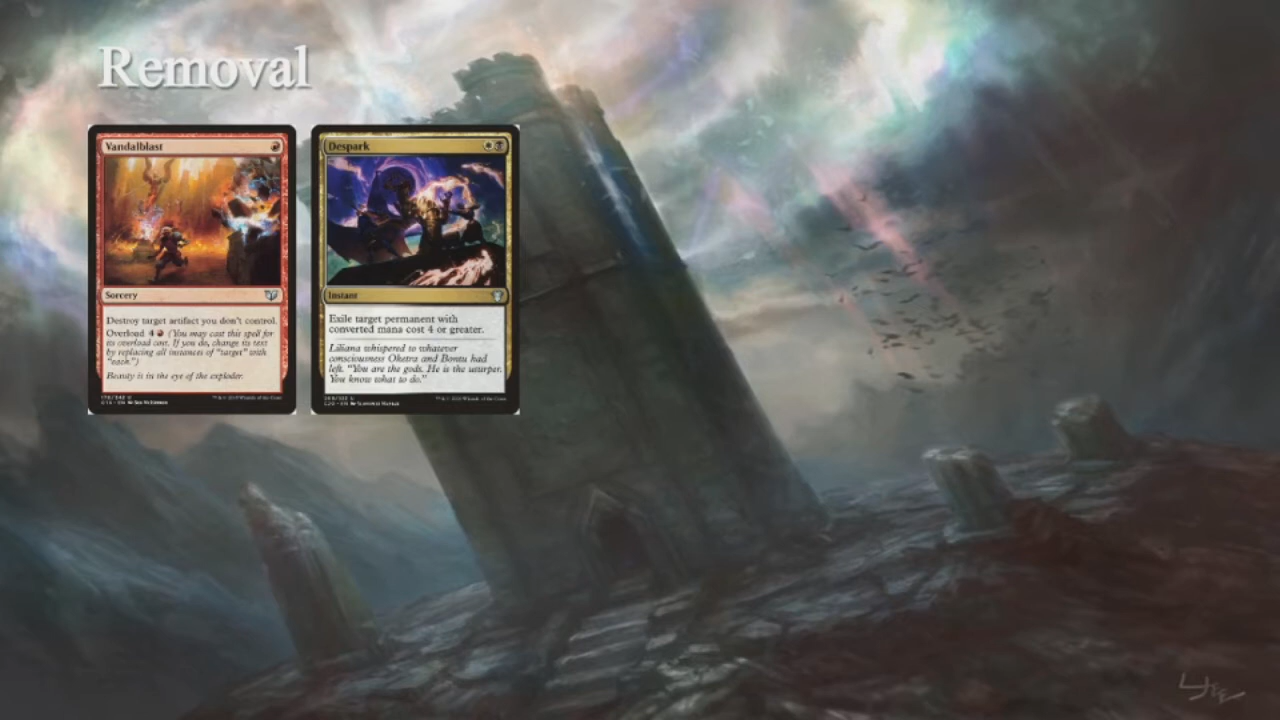 Removal
Vandalblast
Sorcery
Destroy target artifact you don't control.
Overload 4 (You may cast this spell for
its overload cost. If you do, change its text
by replacing all instances of "target" with
"each.")
Beauty is in the eye of the exploder.
Despark
Instant
Exile target permanent with
converted mana cost 4 or greater.
Liliana whispered to whatever
consciousness Oketra and Bontu had
left. "You are the gods. He is the usurper.
You know what to do."